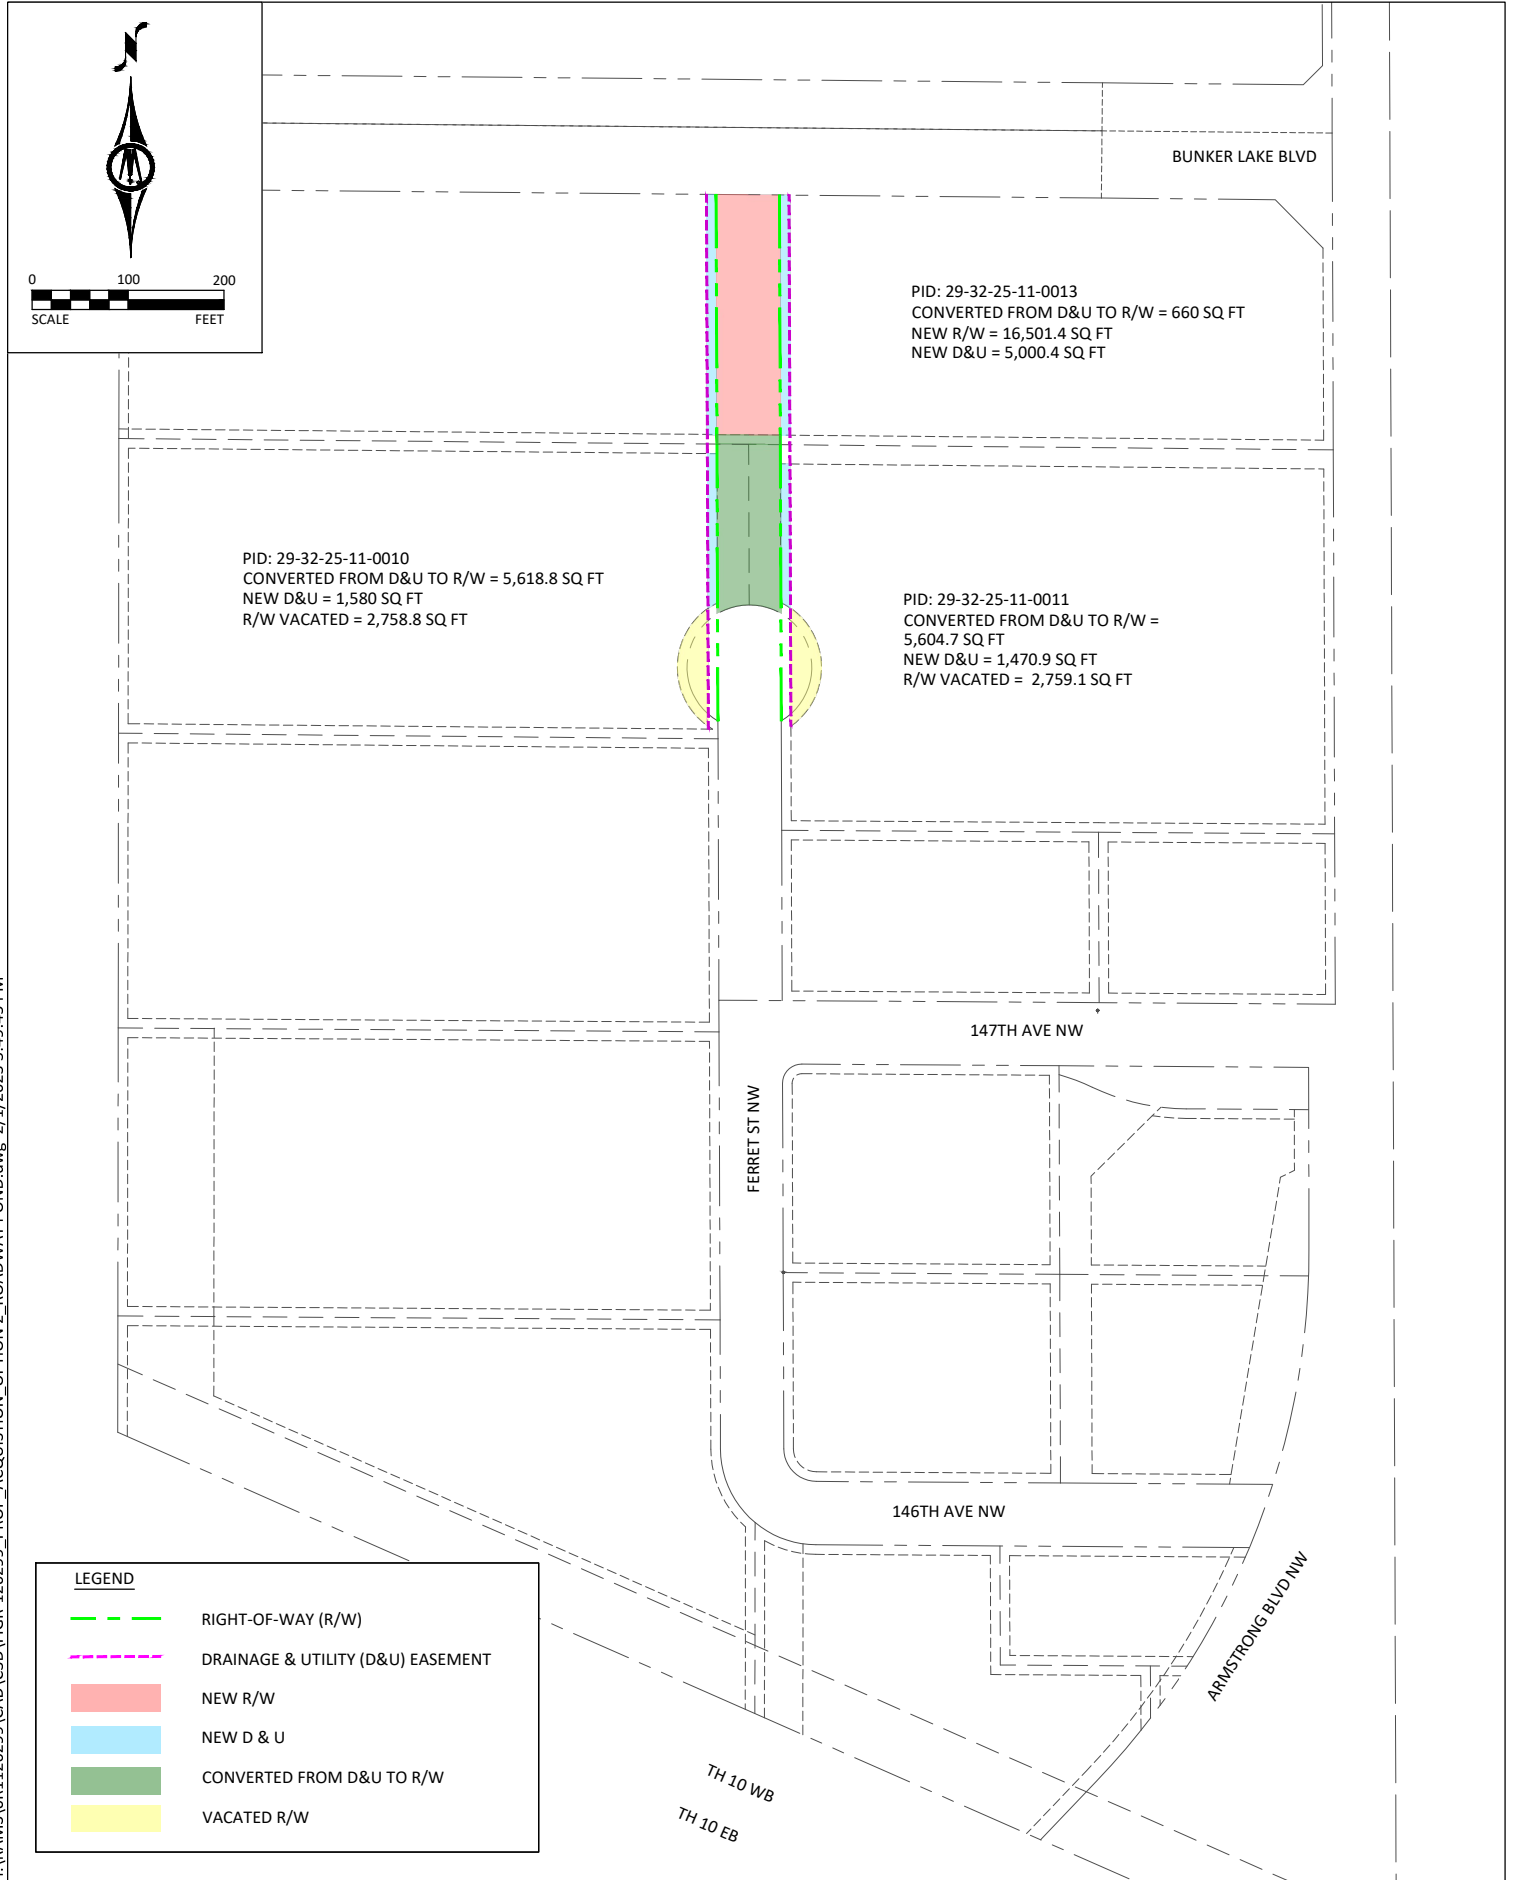 N
0 100 200
SCALE FEET
BUNKER LAKE BLVD
PID: 29-32-25-11-0013
CONVERTED FROM D&U TO R/W = 660 SQ FT
NEW R/W = 16,501.4 SQ FT
NEW D&U = 5,000.4 SQ FT
PID: 29-32-25-11-0010
CONVERTED FROM D&U TO R/W = 5,618.8 SQ FT
NEW D&U = 1,580 SQ FT
R/W VACATED = 2,758.8 SQ FT
PID: 29-32-25-11-0011
CONVERTED FROM D&U TO R/W =
5,604.7 SQ FT
NEW D&U = 1,470.9 SQ FT
R/W VACATED = 2,759.1 SQ FT
147TH AVE NW
FERRET ST NW
146TH AVE NW
ARMSTRONG BLVD NW
TH 10 WB
TH 10 EB
LEGEND
RIGHT-OF-WAY (R/W)
DRAINAGE & UTILITY (D&U) EASEMENT
NEW R/W
NEW D & U
CONVERTED FROM D&U TO R/W
VACATED R/W